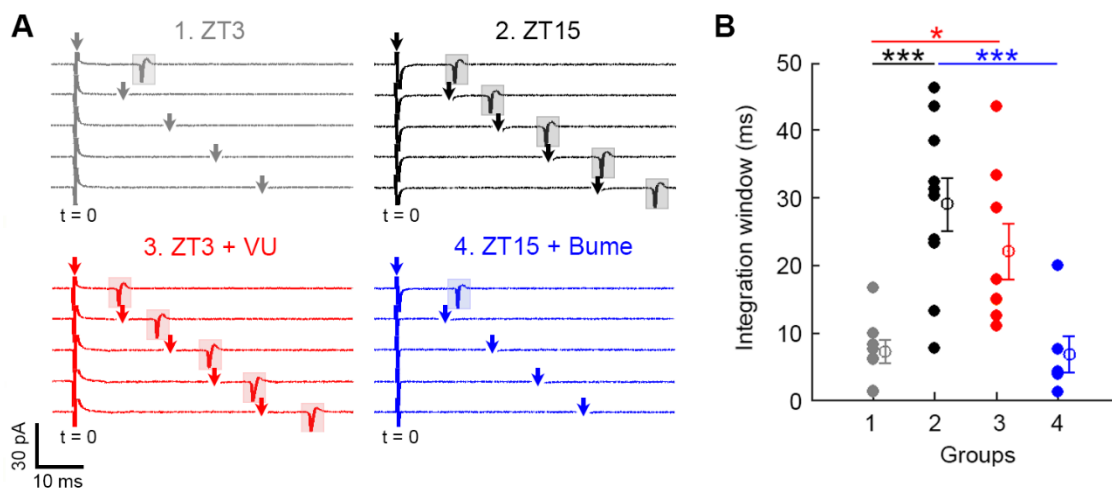 A
1. ZT3
2. ZT15
t = 0
t = 0
3. ZT3 + VU
4. ZT15 + Bume
t = 0
t = 0
30 pA
10 ms
B
*
*** ***
Integration window (ms)
50
40
30
20
10
0
1 2 3 4
Groups